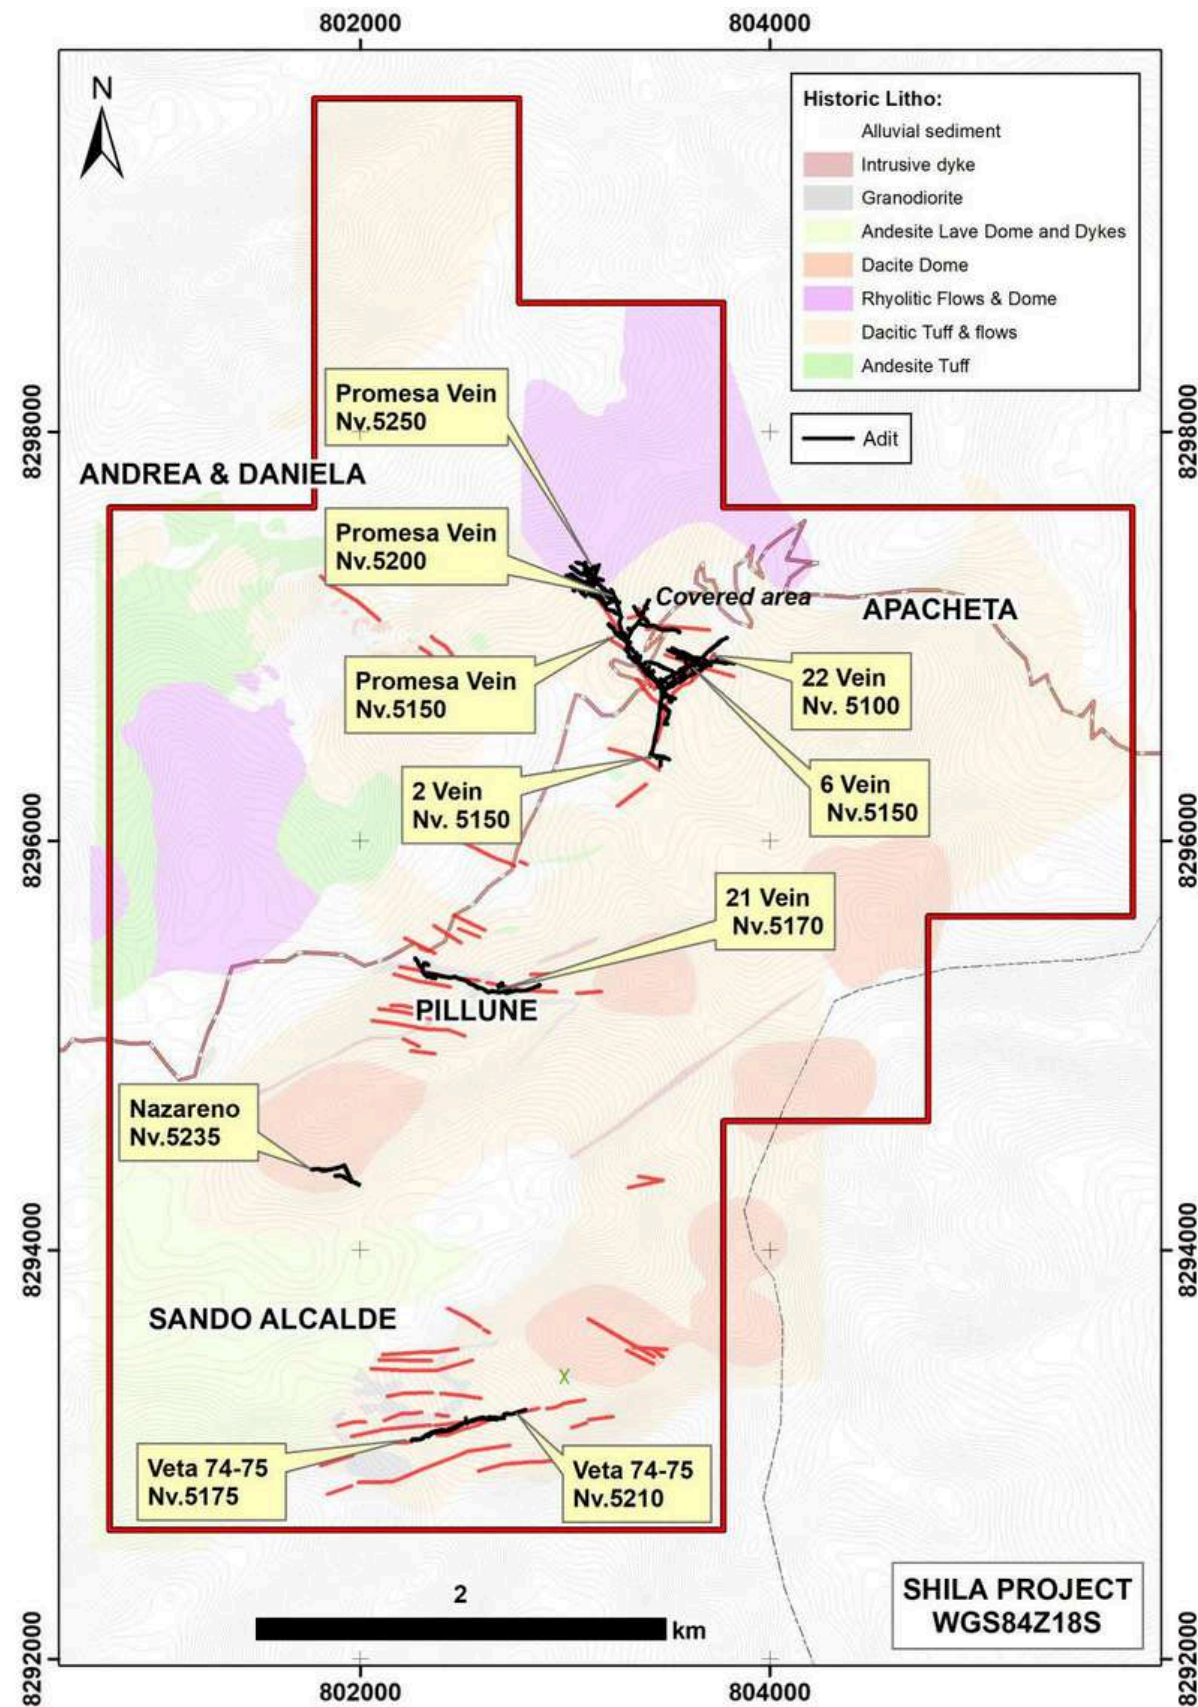 802000
804000
N
Historic Litho:
Alluvial sediment
Intrusive dyke
Granodiorite
Andesite Lave Dome and Dykes
Dacite Dome
Rhyolitic Flows & Dome
Dacitic Tuff & flows
Andesite Tuff
Adit
8298000
8298000
Promesa Vein
Nv.5250
ANDREA & DANIELA
Promesa Vein
Nv.5200
Covered area
APACHETA
Promesa Vein
Nv.5150
22 Vein
Nv. 5100
2 Vein
Nv. 5150
6 Vein
Nv.5150
8296000
8296000
21 Vein
Nv.5170
PILLUNE
Nazareno
Nv.5235
8294000
8294000
SANDO ALCALDE
X
Veta 74-75
Nv.5175
Veta 74-75
Nv.5210
2
km
SHILA PROJECT
WGS84Z18S
8292000
8292000
802000
804000